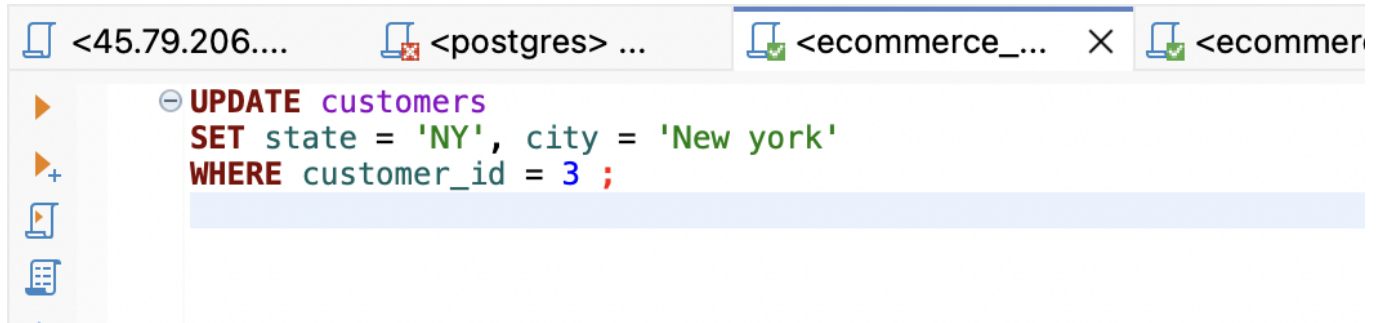 <45.79.206.... <postgres> ... <ecommerce_... <ecommer
UPDATE customers
SET state = 'NY', city = 'New york'
WHERE customer_id = 3 ;